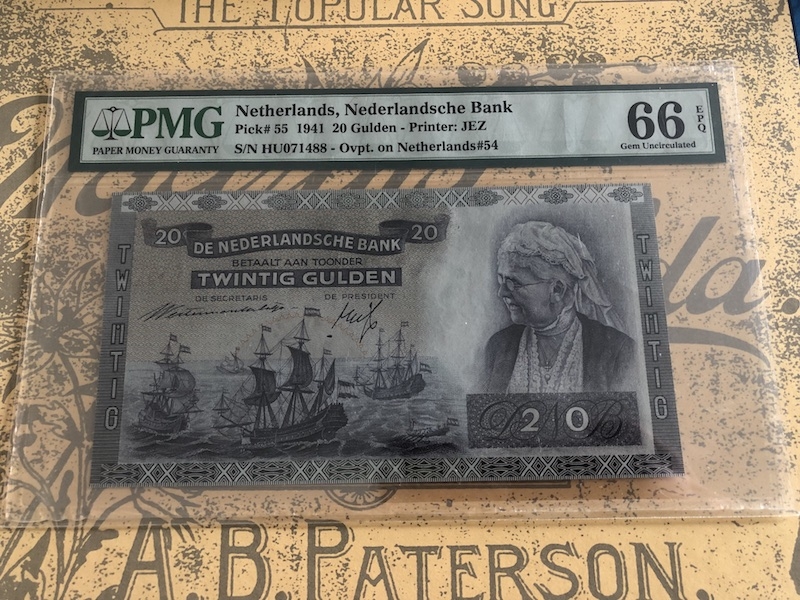 THE POPULAR SONG
PMG
PAPER MONEY GUARANTY
Netherlands, Nederlandsche Bank
Pick# 55 1941 20 Gulden - Printer: JEZ
S/N HU071488 - Ovpt. on Netherlands#54
66
EPQ
Gem Uncirculated
20 DE NEDERLANDSCHE BANK 20
BETAALT AAN TOONDER
TWINTIG GULDEN
DE SECRETARIS DE PRESIDENT
TWINTIG
TWINTIG
DNB
20
A.B. PATERSON.